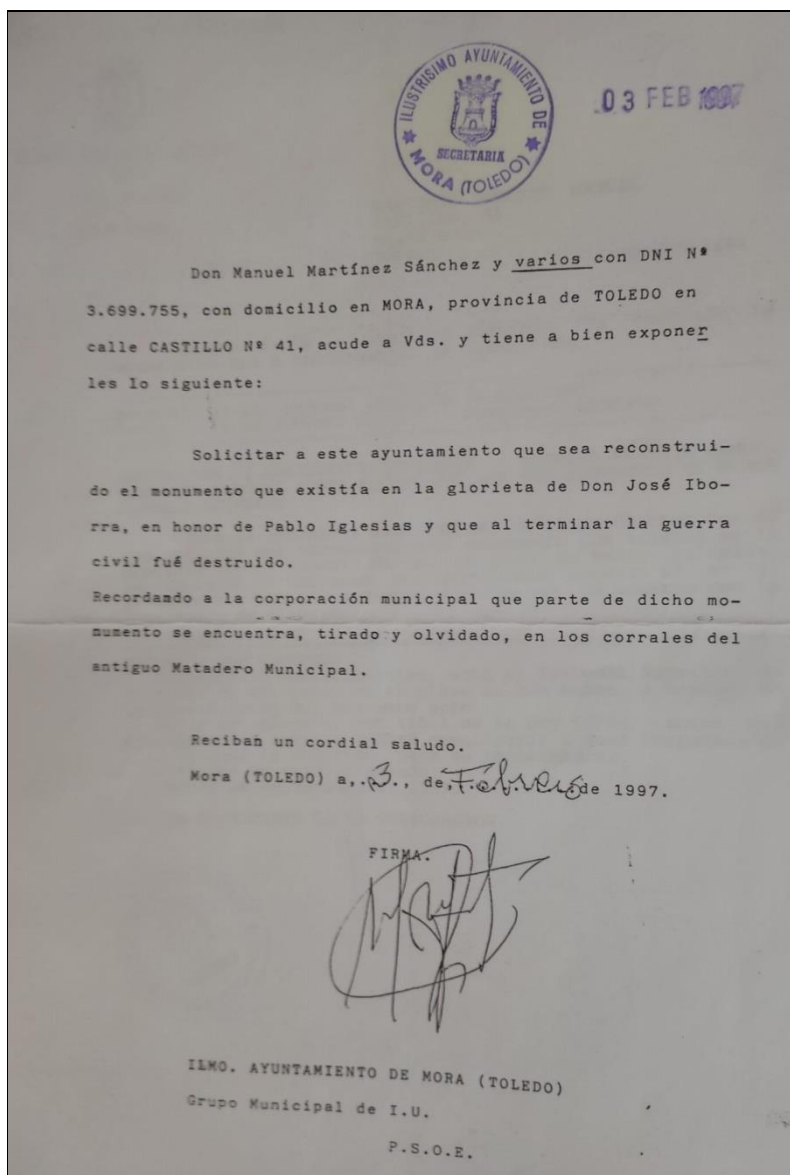 ILUSTRISIMO AYUNTAMIENTO DE
SECRETARIA
MORA (TOLEDO)
03 FEB 1997
Don Manuel Martínez Sánchez y varios con DNI Nº
3.699.755, con domicilio en MORA, provincia de TOLEDO en
calle CASTILLO Nº 41, acude a Vds. y tiene a bien exponer
les lo siguiente:
Solicitar a este ayuntamiento que sea reconstrui-
do el monumento que existía en la glorieta de Don José Ibo-
rra, en honor de Pablo Iglesias y que al terminar la guerra
civil fué destruido.
Recordando a la corporación municipal que parte de dicho mo-
numento se encuentra, tirado y olvidado, en los corrales del
antiguo Matadero Municipal.
Reciban un cordial saludo.
Mora (TOLEDO) a,.3., de,.Febrero.de 1997.
FIRMA.
ILMO. AYUNTAMIENTO DE MORA (TOLEDO)
Grupo Municipal de I.U.
P.S.O.E.